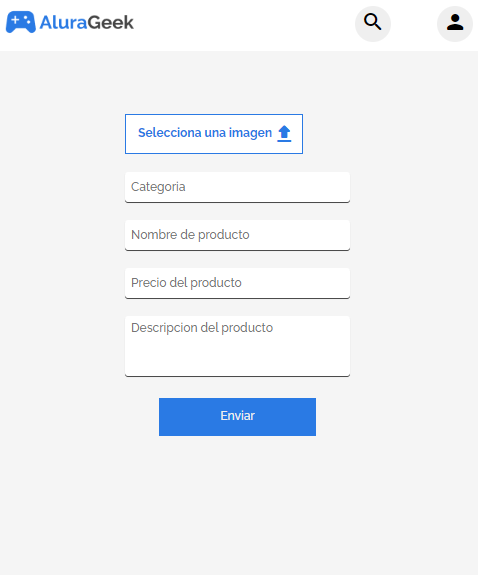 AluraGeek
Selecciona una imagen
Categoria
Nombre de producto
Precio del producto
Descripcion del producto
Enviar